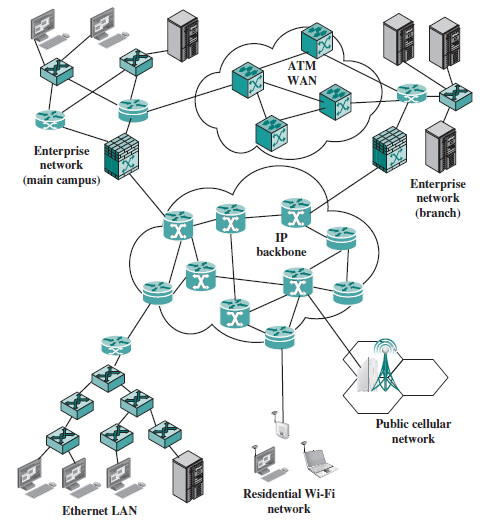 ATM
WAN
Enterprise
network
(main campus)
Enterprise
network
(branch)
IP
backbone
Public cellular
network
Residential Wi-Fi
network
Ethernet LAN